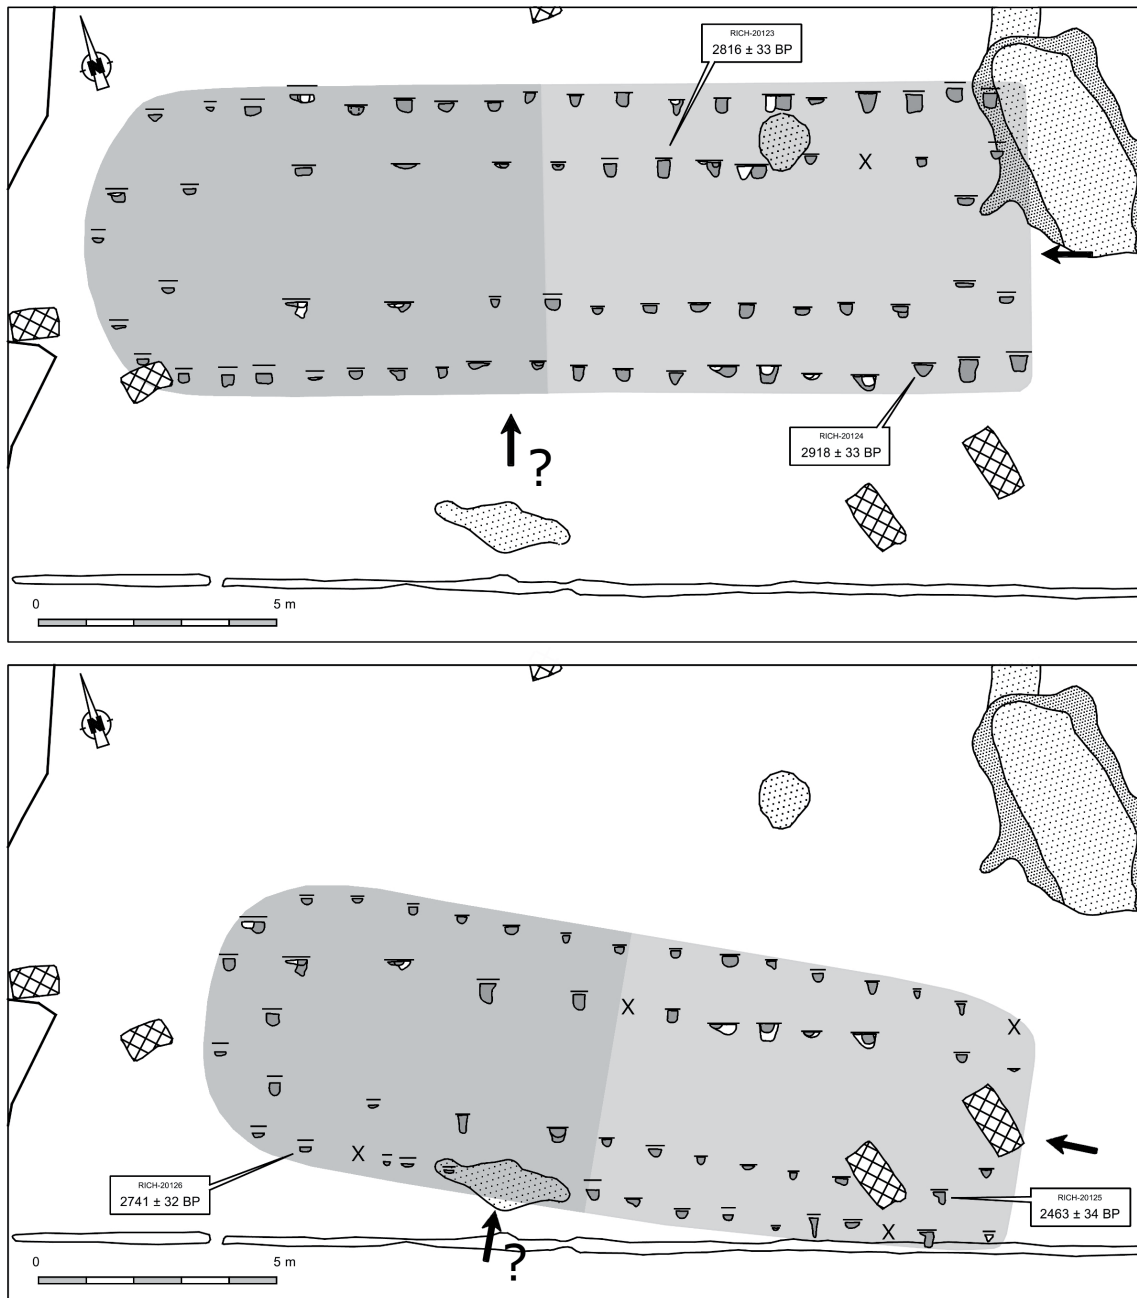 RICH-20123
2816 ± 33 BP
N
X
RICH-20124
2918 ± 33 BP
?
0 5 m
N
X
X
X
RICH-20126
2741 ± 32 BP
RICH-20125
2463 ± 34 BP
X
?
0 5 m